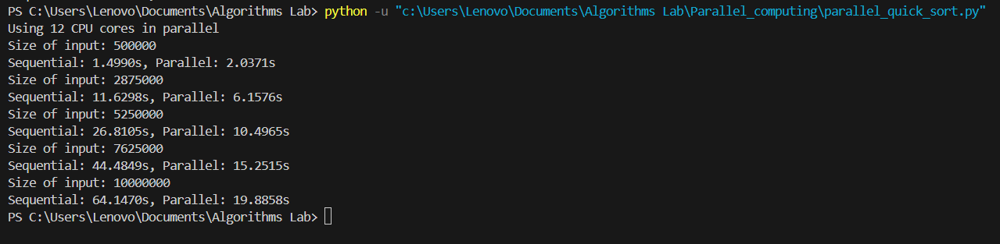 PS C:\Users\Lenovo\Documents\Algorithms Lab> python -u "c:\Users\Lenovo\Documents\Algorithms Lab\Parallel_computing\parallel_quick_sort.py"
Using 12 CPU cores in parallel
Size of input: 500000
Sequential: 1.4990s, Parallel: 2.0371s
Size of input: 2875000
Sequential: 11.6298s, Parallel: 6.1576s
Size of input: 5250000
Sequential: 26.8105s, Parallel: 10.4965s
Size of input: 7625000
Sequential: 44.4849s, Parallel: 15.2515s
Size of input: 10000000
Sequential: 64.1470s, Parallel: 19.8858s
PS C:\Users\Lenovo\Documents\Algorithms Lab>